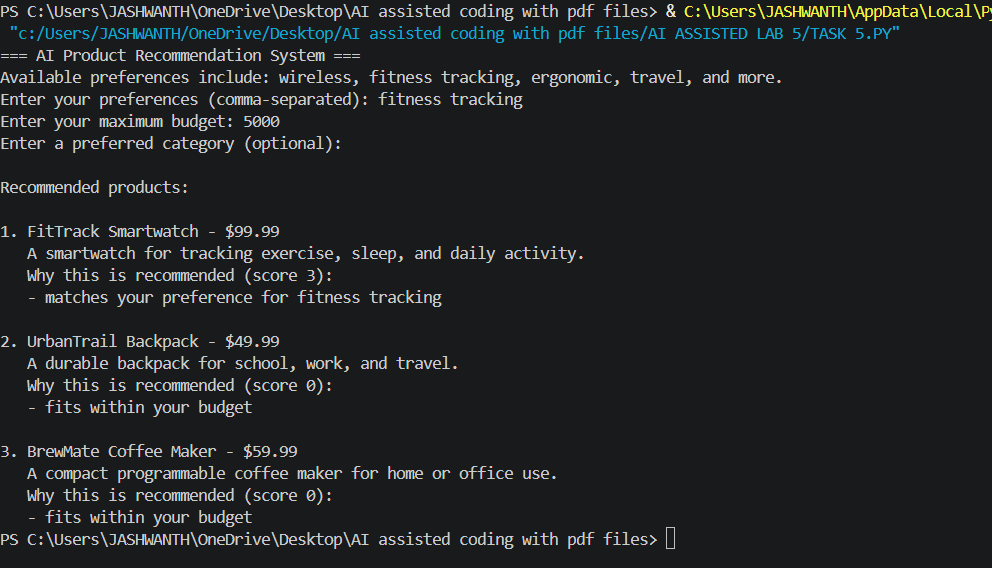 PS C:\Users\JASHWANTH\OneDrive\Desktop\AI assisted coding with pdf files> & C:\Users\JASHWANTH\AppData\Local\Py
"c:/Users/JASHWANTH/OneDrive/Desktop/AI assisted coding with pdf files/AI ASSISTED LAB 5/TASK 5.PY"
=== AI Product Recommendation System ===
Available preferences include: wireless, fitness tracking, ergonomic, travel, and more.
Enter your preferences (comma-separated): fitness tracking
Enter your maximum budget: 5000
Enter a preferred category (optional):
Recommended products:
1. FitTrack Smartwatch - $99.99
A smartwatch for tracking exercise, sleep, and daily activity.
Why this is recommended (score 3):
- matches your preference for fitness tracking
2. UrbanTrail Backpack - $49.99
A durable backpack for school, work, and travel.
Why this is recommended (score 0):
- fits within your budget
3. BrewMate Coffee Maker - $59.99
A compact programmable coffee maker for home or office use.
Why this is recommended (score 0):
- fits within your budget
PS C:\Users\JASHWANTH\OneDrive\Desktop\AI assisted coding with pdf files>